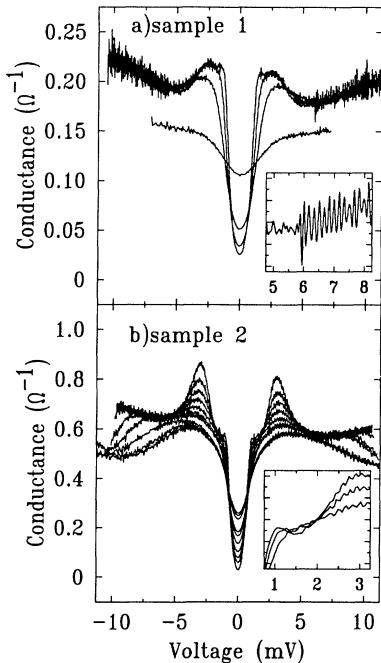 a)sample 1
0.25
0.20
0.15
0.10
0.05
0
Conductance (Ω⁻¹)
5 6 7 8
b)sample 2
1.0
0.8
0.6
0.4
0.2
0
Conductance (Ω⁻¹)
1 2 3
-10 -5 0 5 10
Voltage (mV)